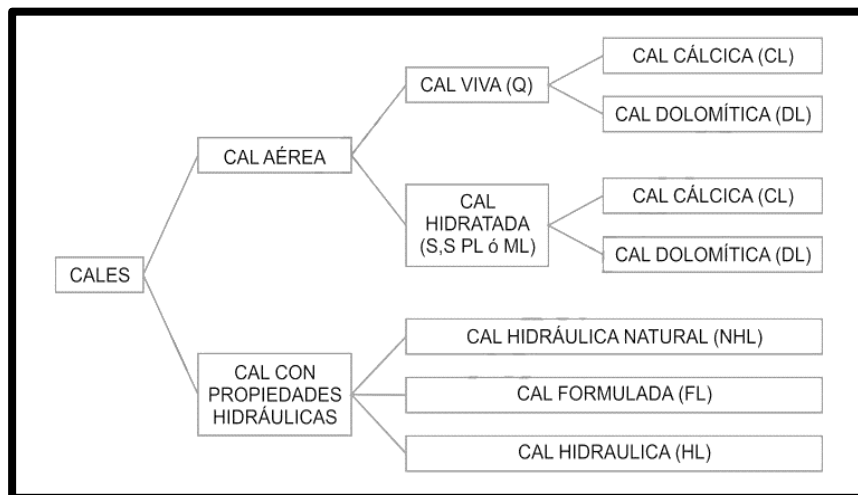 CALES
CAL AÉREA
CAL VIVA (Q)
CAL CÁLCICA (CL)
CAL DOLOMÍTICA (DL)
CAL
HIDRATADA
(S,S PL ó ML)
CAL CÁLCICA (CL)
CAL DOLOMÍTICA (DL)
CAL CON
PROPIEDADES
HIDRÁULICAS
CAL HIDRÁULICA NATURAL (NHL)
CAL FORMULADA (FL)
CAL HIDRAULICA (HL)